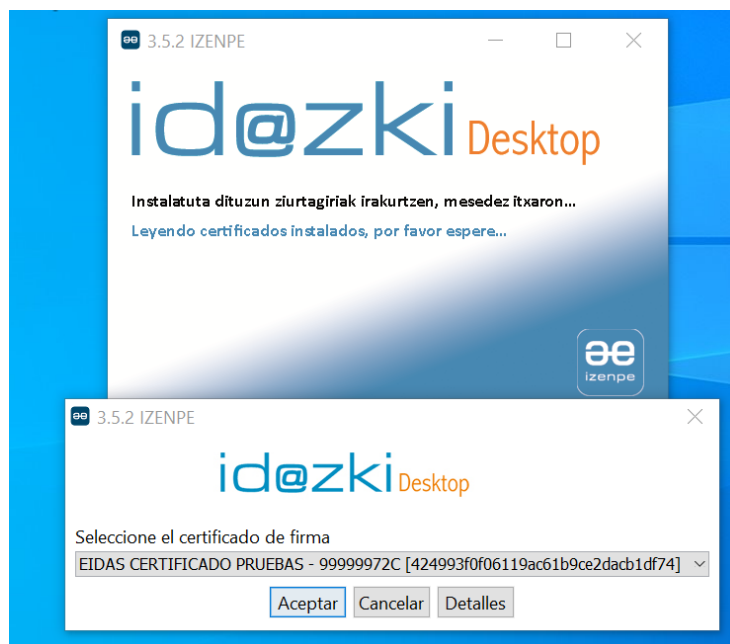 3.5.2 IZENPE
id@zki Desktop
Instalatuta dituzun ziurtagiriak irakurtzen, mesedez itxaron...
Leyendo certificados instalados, por favor espere...
izenpe
3.5.2 IZENPE
id@zki Desktop
Seleccione el certificado de firma
EIDAS CERTIFICADO PRUEBAS - 99999972C [424993f0f06119ac61b9ce2dacb1df74]
Aceptar Cancelar Detalles